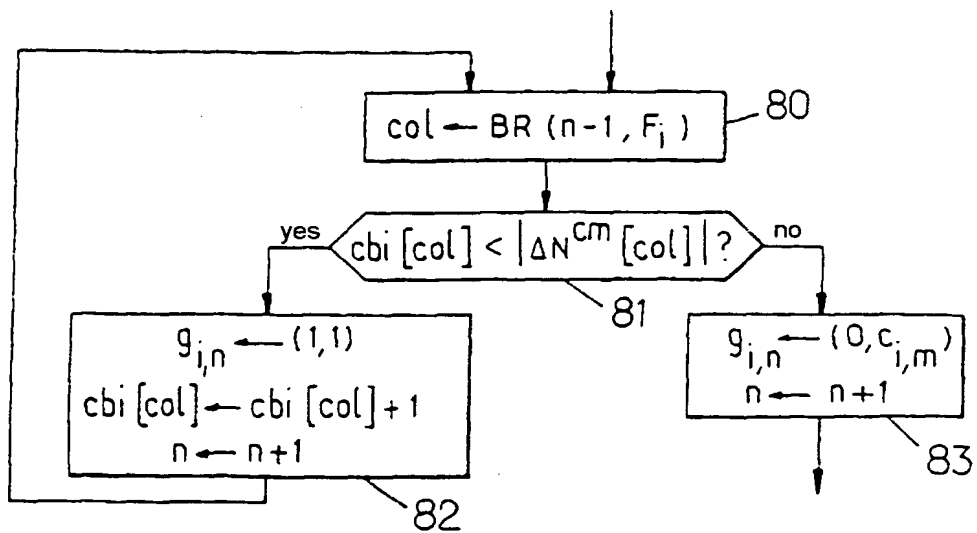 col ← BR (n-1, F_i)
80
cbi [col] < |ΔN^cm [col]| ?
yes
no
81
g_i,n ← (1,1)
cbi [col] ← cbi [col] + 1
n ← n+1
82
g_i,n ← (0, c_i,m)
n ← n+1
83